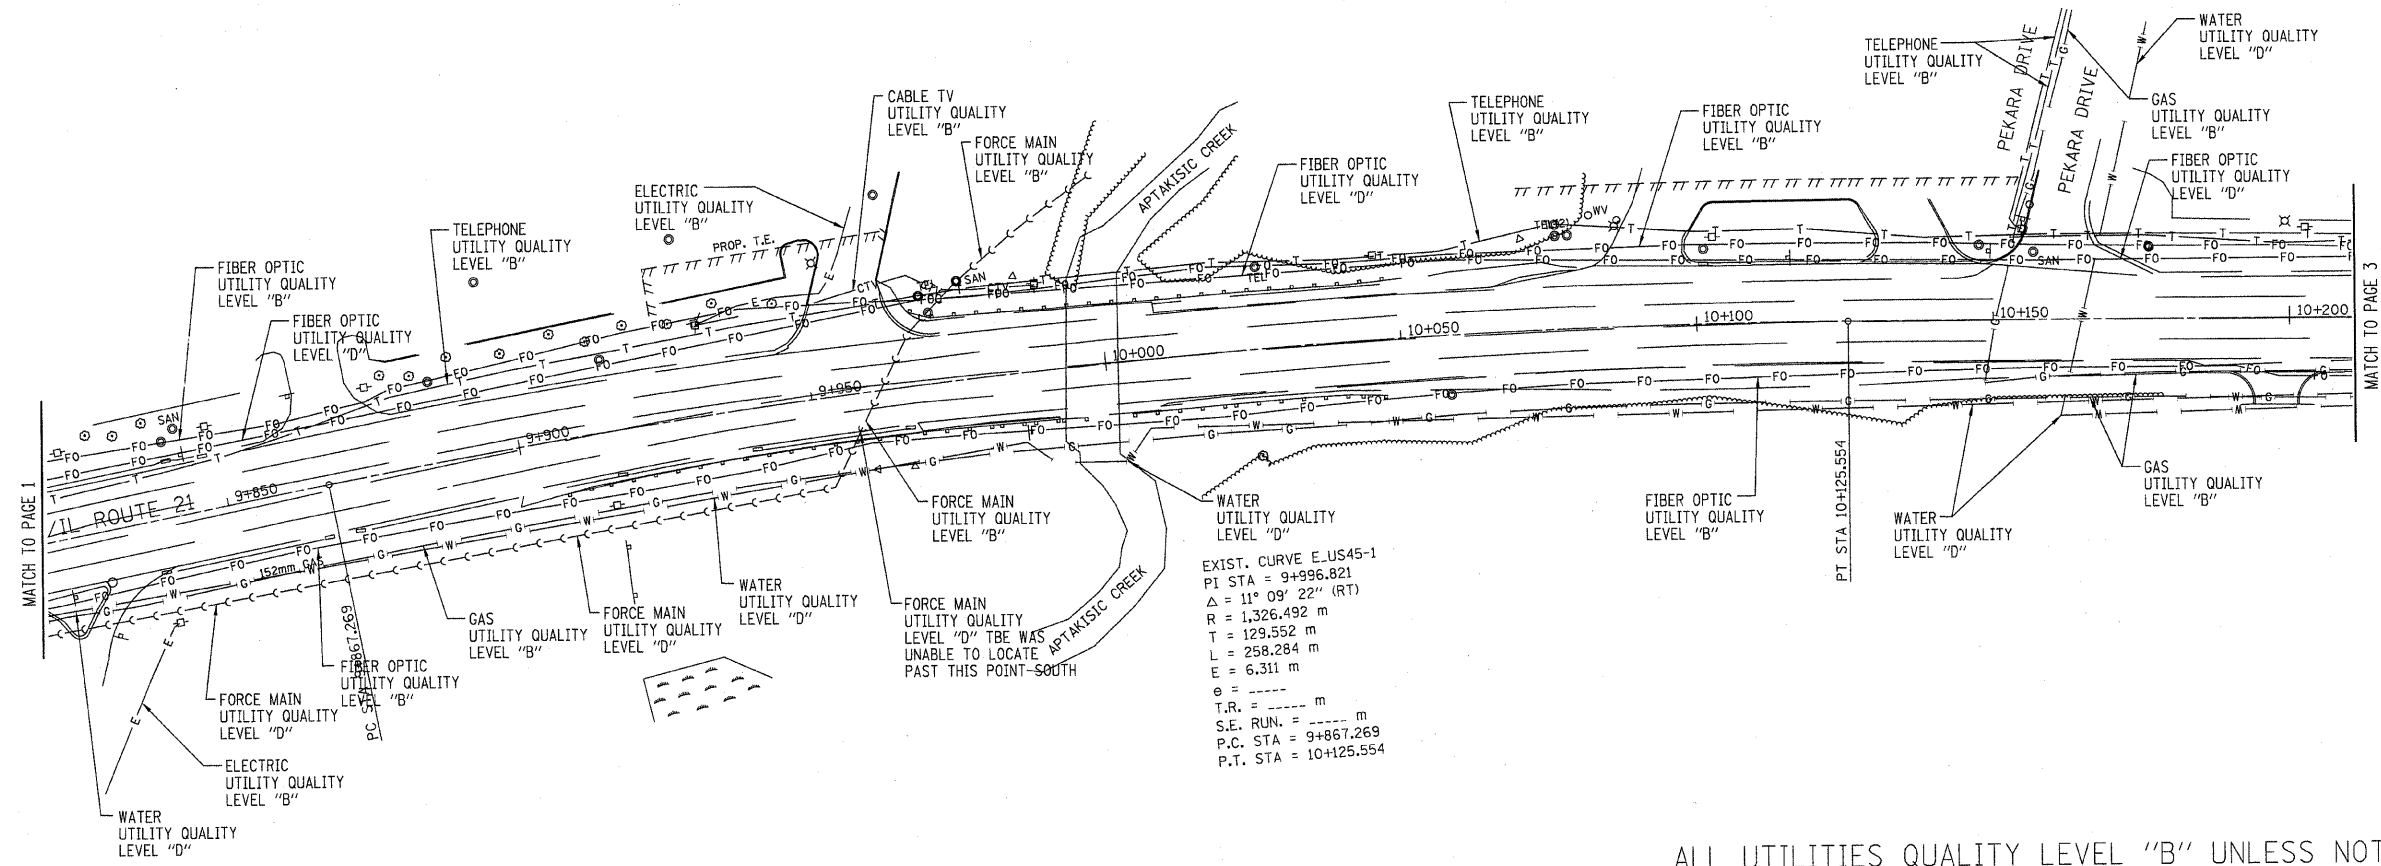 WATER
UTILITY QUALITY
LEVEL "D"
TELEPHONE
UTILITY QUALITY
LEVEL "B"
PEKARA DRIVE
PEKARA DRIVE
GAS
UTILITY QUALITY
LEVEL "B"
CABLE TV
UTILITY QUALITY
LEVEL "B"
TELEPHONE
UTILITY QUALITY
LEVEL "B"
FIBER OPTIC
UTILITY QUALITY
LEVEL "B"
FORCE MAIN
UTILITY QUALITY
LEVEL "B"
APTAKISIC CREEK
FIBER OPTIC
UTILITY QUALITY
LEVEL "D"
FIBER OPTIC
UTILITY QUALITY
LEVEL "D"
ELECTRIC
UTILITY QUALITY
LEVEL "B"
PROP. T.E.
WV
TELEPHONE
UTILITY QUALITY
LEVEL "B"
FIBER OPTIC
UTILITY QUALITY
LEVEL "B"
FIBER OPTIC
UTILITY QUALITY
LEVEL "D"
CTV
SAN
CTV
TEL
SAN
SAN
MATCH TO PAGE 1
IL ROUTE 21
9+850
9+900
9+950
10+000
10+050
10+100
10+150
10+200
MATCH TO PAGE 3
152mm GAS
PC STA 9+867.269
PT STA 10+125.554
FORCE MAIN
UTILITY QUALITY
LEVEL "B"
WATER
UTILITY QUALITY
LEVEL "D"
FIBER OPTIC
UTILITY QUALITY
LEVEL "B"
WATER
UTILITY QUALITY
LEVEL "D"
GAS
UTILITY QUALITY
LEVEL "B"
WATER
UTILITY QUALITY
LEVEL "D"
FORCE MAIN
UTILITY QUALITY
LEVEL "D"
GAS
UTILITY QUALITY
LEVEL "B"
FORCE MAIN
UTILITY QUALITY
LEVEL "D" TBE WAS
UNABLE TO LOCATE
PAST THIS POINT-SOUTH
APTAKISIC CREEK
FIBER OPTIC
UTILITY QUALITY
LEVEL "B"
FORCE MAIN
UTILITY QUALITY
LEVEL "D"
ELECTRIC
UTILITY QUALITY
LEVEL "B"
WATER
UTILITY QUALITY
LEVEL "D"
EXIST. CURVE E_US45-1
PI STA = 9+996.821
△ = 11° 09' 22" (RT)
R = 1,326.492 m
T = 129.552 m
L = 258.284 m
E = 6.311 m
e = -----
T.R. = ----- m
S.E. RUN. = ----- m
P.C. STA = 9+867.269
P.T. STA = 10+125.554
ALL UTILITIES QUALITY LEVEL "B" UNLESS NOT